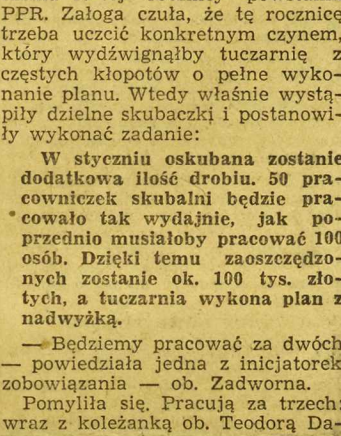 PPR. Załoga czuła, że tę rocznicę
trzeba uczcić konkretnym czynem,
który wydźwignąłby tuczarnię z
częstych kłopotów o pełne wyko-
nanie planu. Wtedy właśnie wystą-
piły dzielne skubaczki i postanowi-
ły wykonać zadanie:
W styczniu oskubana zostanie
dodatkowa ilość drobiu. 50 pra-
cowniczek skubalni będzie pra-
cowało tak wydajnie, jak po-
przednio musiałoby pracować 100
osób. Dzięki temu zaoszczędzo-
nych zostanie ok. 100 tys. zło-
tych, a tuczarnia wykona plan z
nadwyżką.
— Będziemy pracować za dwóch
— powiedziała jedna z inicjatorek
zobowiązania — ob. Zadworna.
Pomyliła się. Pracują za trzech:
wraz z koleżanką ob. Teodorą Da-